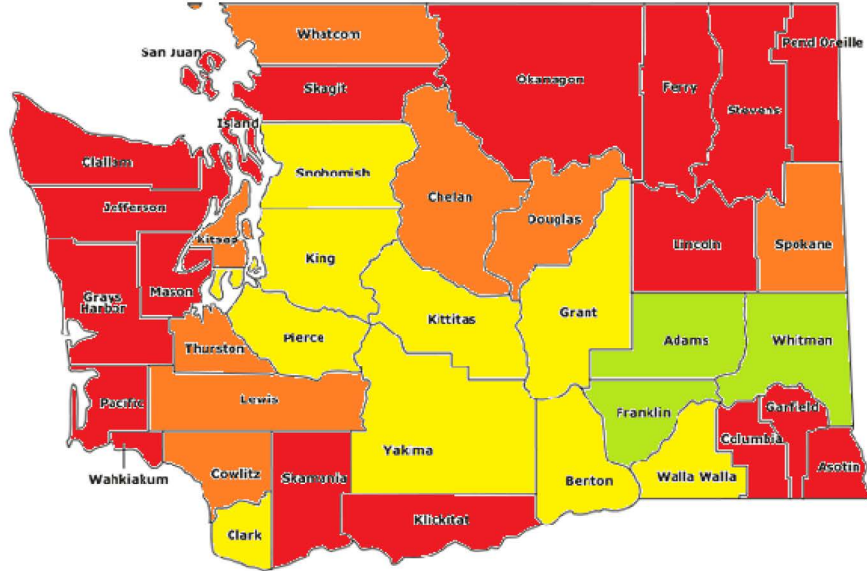 Whatcom
San Juan
Pend Oreille
Okanagon
Ferry
Skagit
Stevens
Island
Clallam
Snohomish
Chelan
Jefferson
Douglas
Kitsap
King
Lincoln
Spokane
Mason
Grays
Harbor
Kittitas
Grant
Pierce
Adams
Whitman
Thurston
Pacific
Lewis
Franklin
Garfield
Columbia
Yakima
Wahkiakum
Cowlitz
Skamania
Benton
Walla Walla
Asotin
Klickitat
Clark